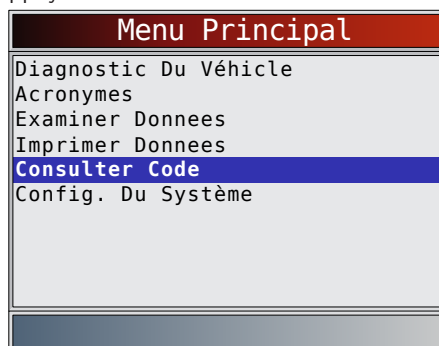 Menu Principal
Diagnostic Du Véhicle
Acronymes
Examiner Donnees
Imprimer Donnees
Consulter Code
Config. Du Système